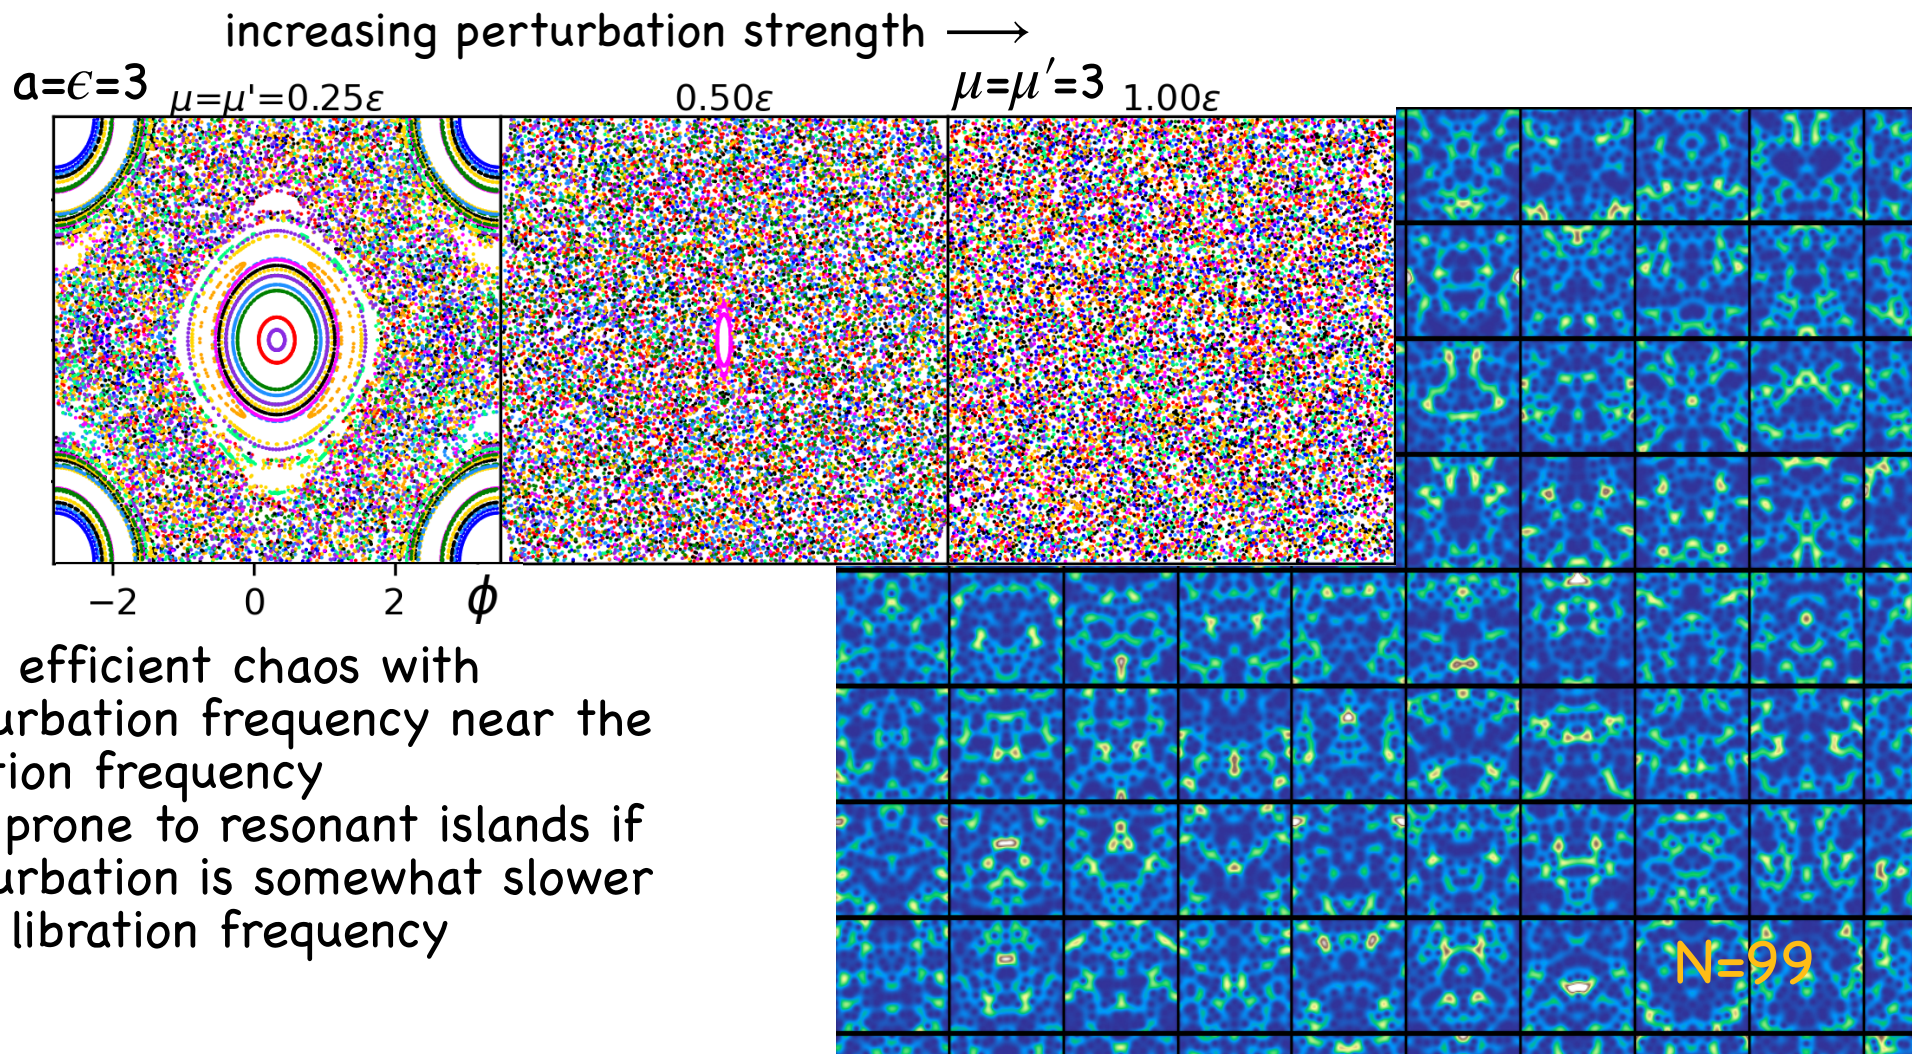 increasing perturbation strength ⟶
a=ϵ=3 μ=μ'=0.25ε 0.50ε μ=μ′=3 1.00ε
−2 0 2 ϕ
efficient chaos with
urbation frequency near the
tion frequency
prone to resonant islands if
urbation is somewhat slower
libration frequency
N=99